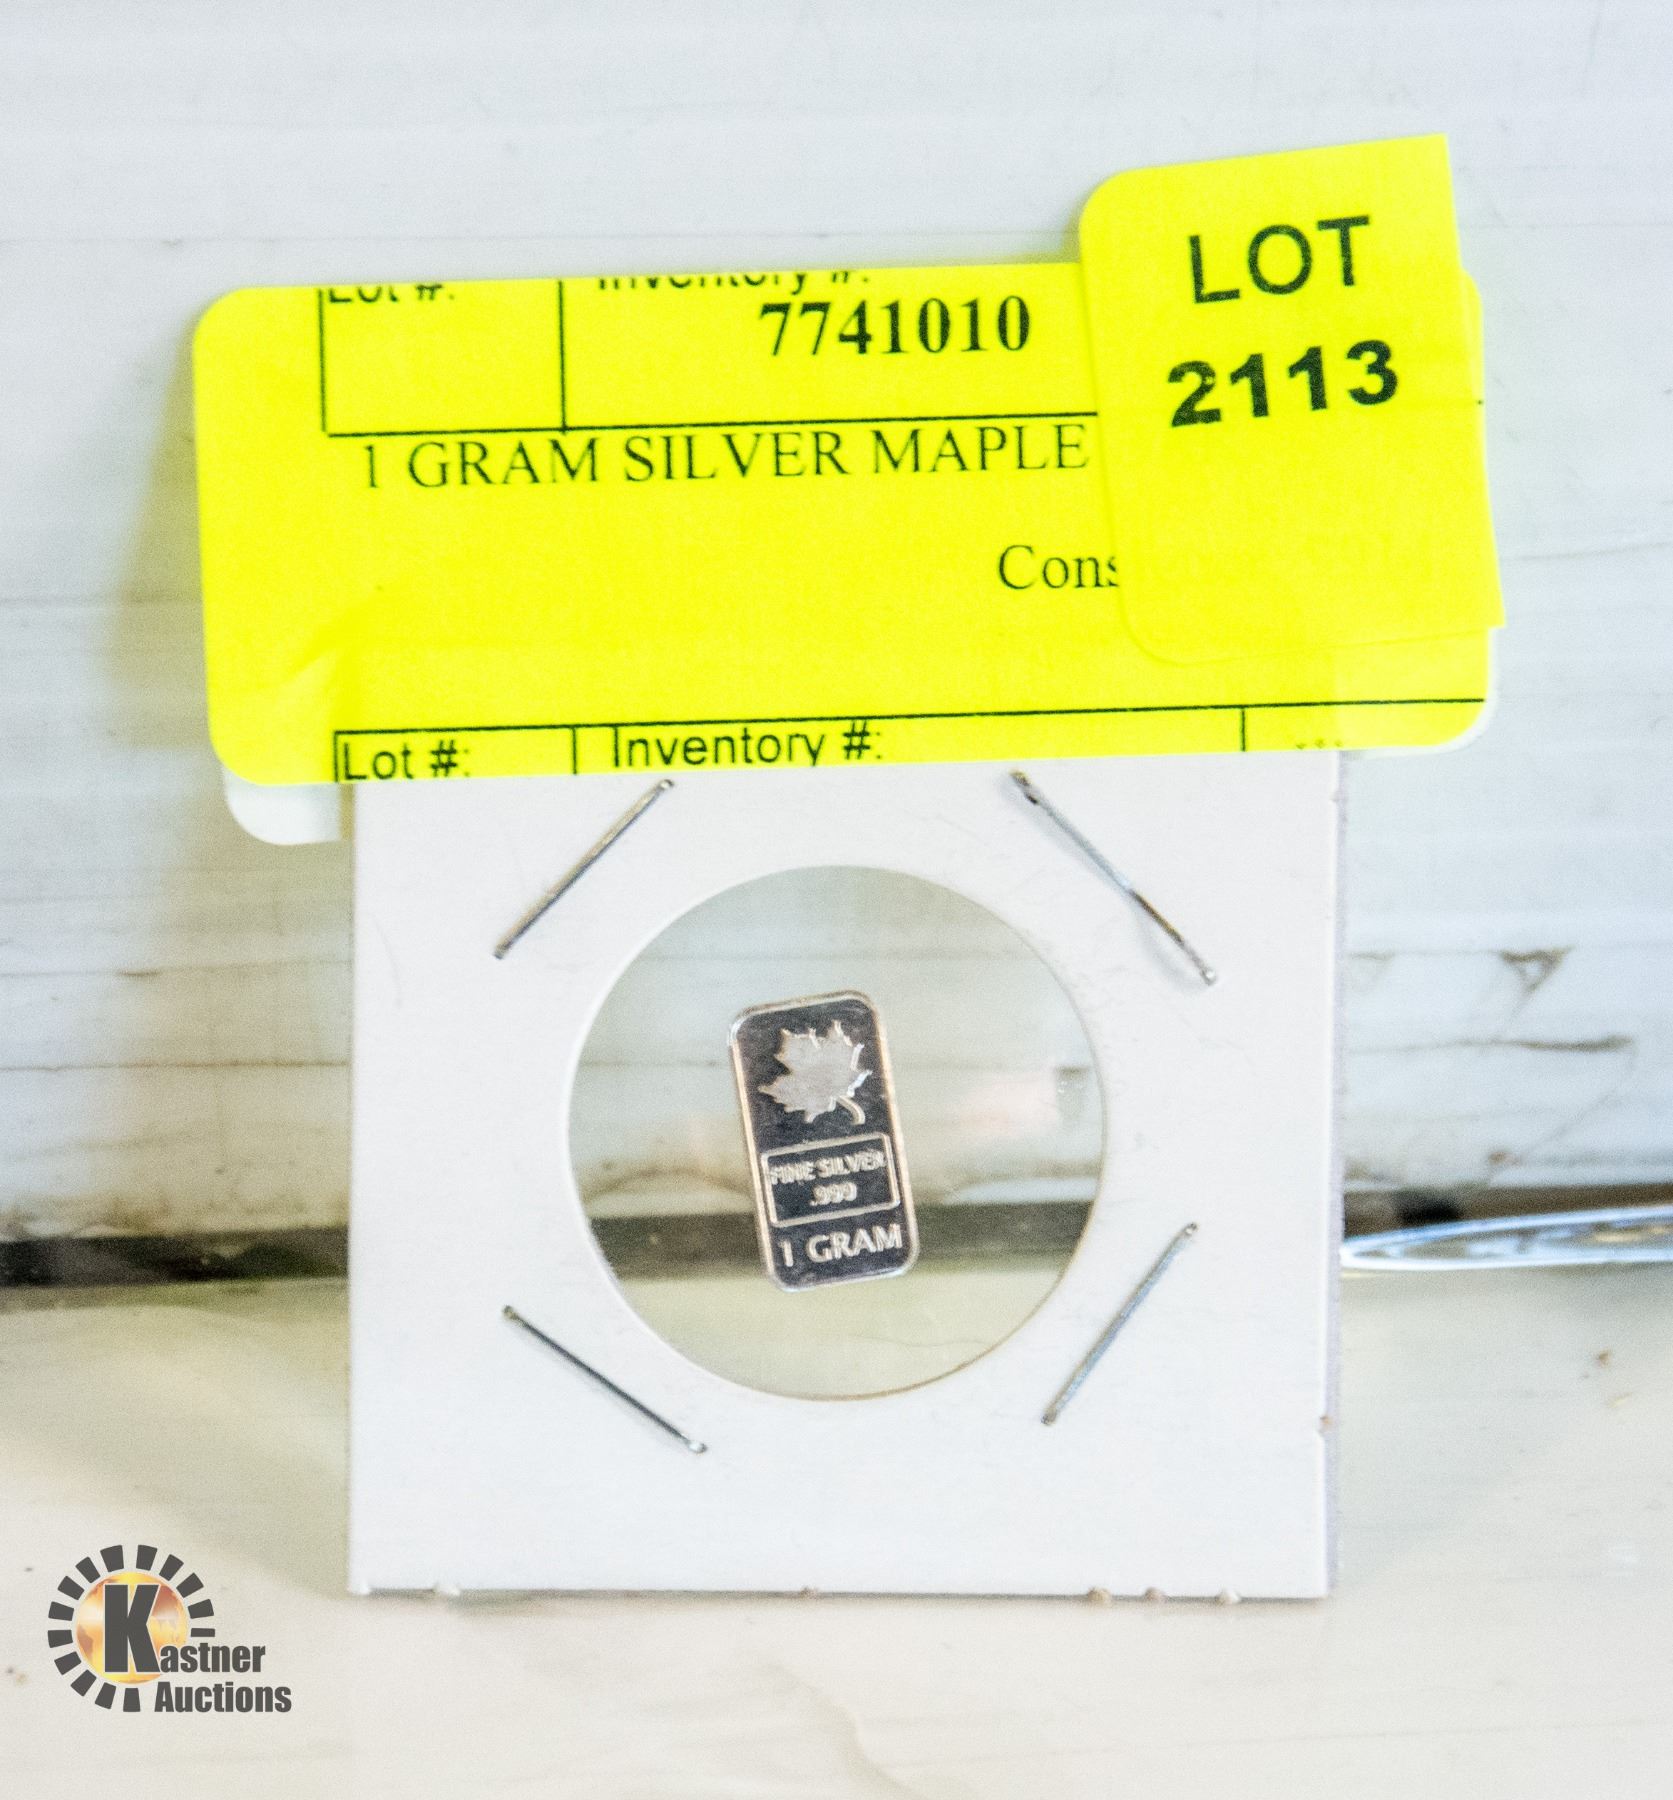 Lot #:
Inventory #:
7741010
LOT
2113
1 GRAM SILVER MAPLE
Cons
Lot #:
Inventory #:
FINE SILVER
.999
1 GRAM
Kastner
Auctions